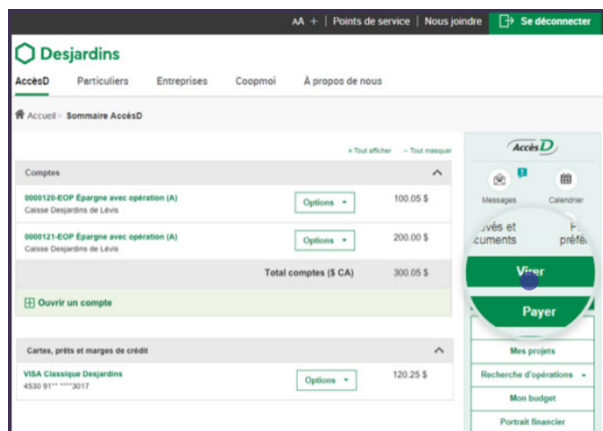 AA + | Points de service | Nous joindre Se déconnecter
Desjardins
AccèsD Particuliers Entreprises Coopmoi À propos de nous
Accueil > Sommaire AccèsD
+ Tout afficher - Tout masquer
Comptes
0000120-EOP Épargne avec opération (A) Options 100.05 $
Caisse Desjardins de Lévis
0000121-EOP Épargne avec opération (A) Options 200.00 $
Caisse Desjardins de Lévis
Total comptes ($ CA) 300.05 $
Ouvrir un compte
Cartes, prêts et marges de crédit
VISA Classique Desjardins Options 120.25 $
4530 91** ****3017
AccèsD
Messages Calendrier
Virer
Payer
Mes projets
Recherche d'opérations
Mon budget
Portrait financier